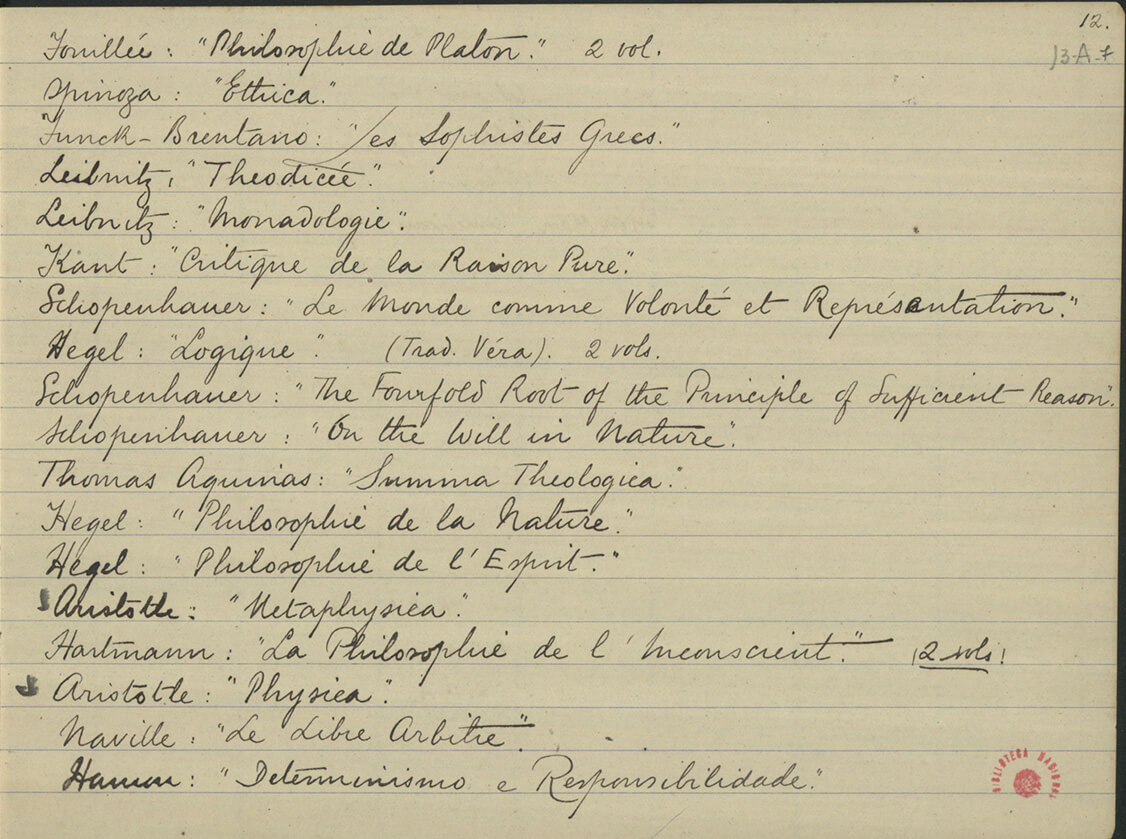 12.
13-A-7
Fouillée: "Philosophie de Platon." 2 vol.
Spinoza: "Ethica."
Funck-Brentano: "Les Sophistes Grecs."
Leibnitz: "Theodicée".
Leibnitz: "Monadologie".
Kant: "Critique de la Raison Pure".
Schopenhauer: "Le Monde comme Volonté et Représentation."
Hegel: "Logique". (Trad. Véra). 2 vols.
Schopenhauer: "The Fourfold Root of the Principle of Sufficient Reason".
Schopenhauer: "On the Will in Nature".
Thomas Aquinas: "Summa Theologica".
Hegel: "Philosophie de la Nature."
Hegel: "Philosophie de l'Esprit."
Aristotle: "Metaphysica".
Hartmann: "La Philosophie de l'Inconscient". 2 vols.
Aristotle: "Physica".
Naville: "Le Libre Arbitre".
Hamon: "Determinismo e Responsibilidade".
BIBLIOTECA NACIONAL